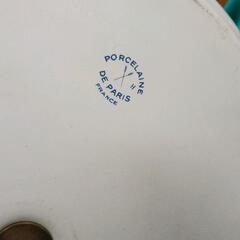 PORCELAINE
H
DE PARIS
FRANCE